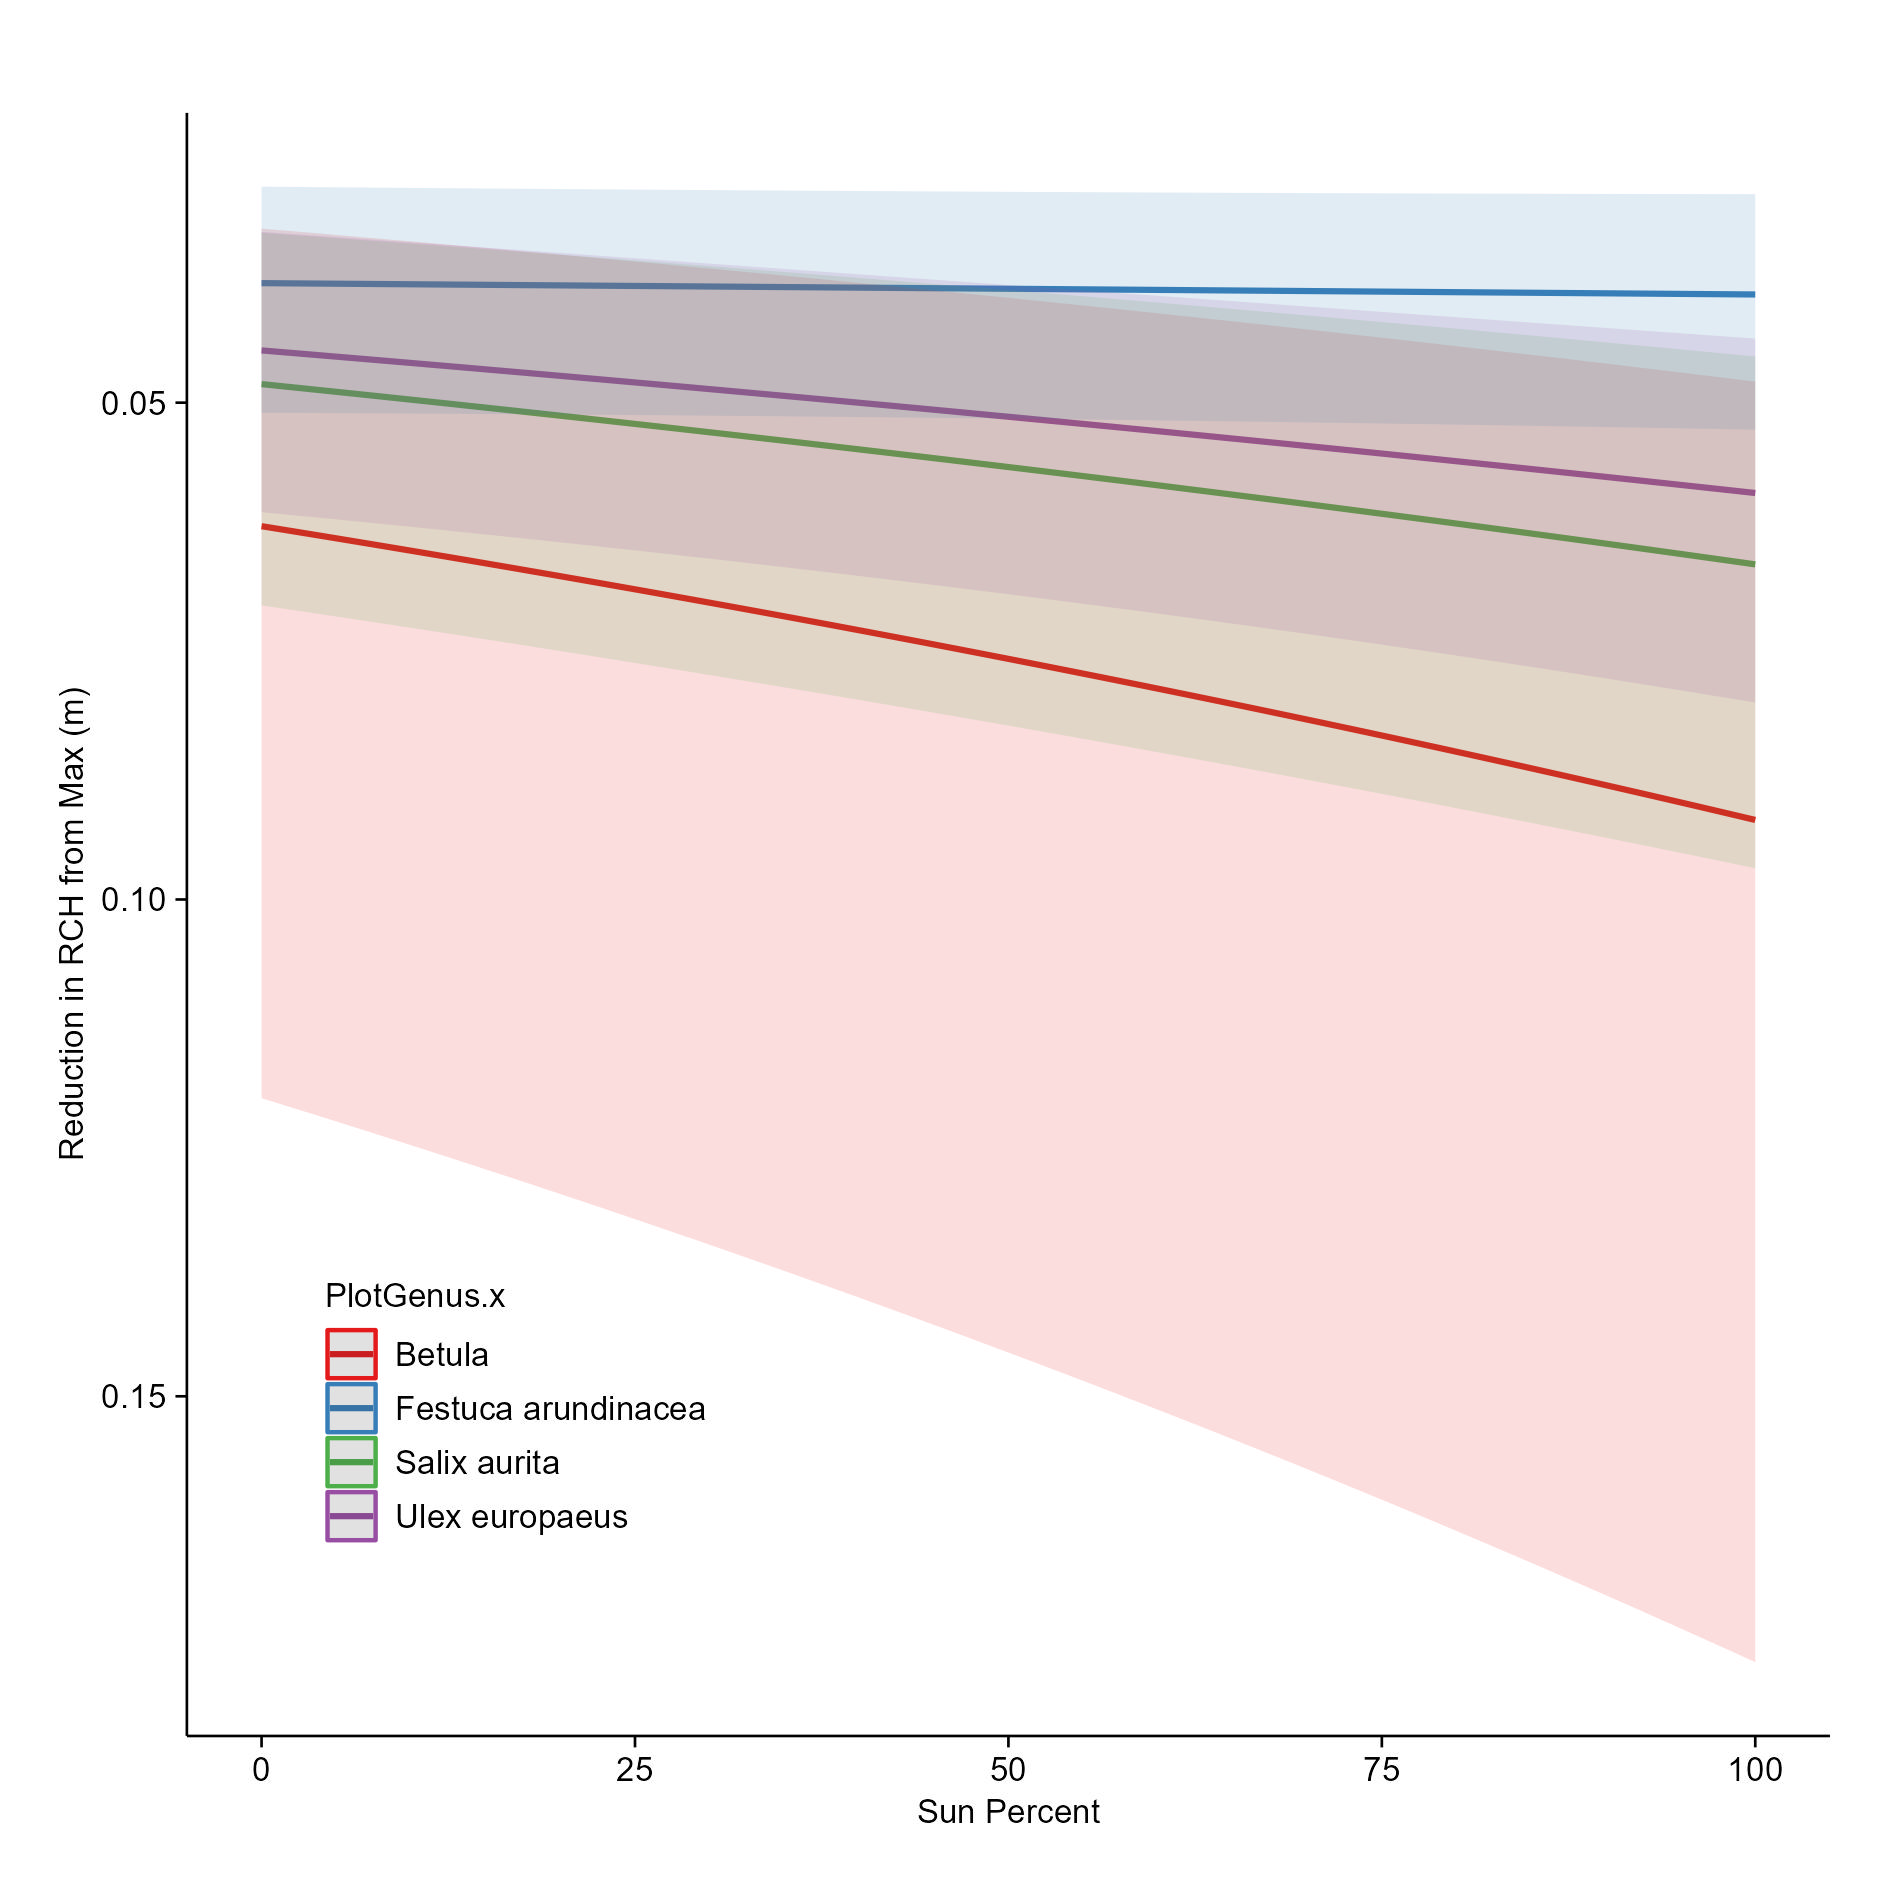 Reduction in RCH from Max (m)
0.05
0.10
0.15
PlotGenus.x
Betula
Festuca arundinacea
Salix aurita
Ulex europaeus
0 25 50 75 100
Sun Percent